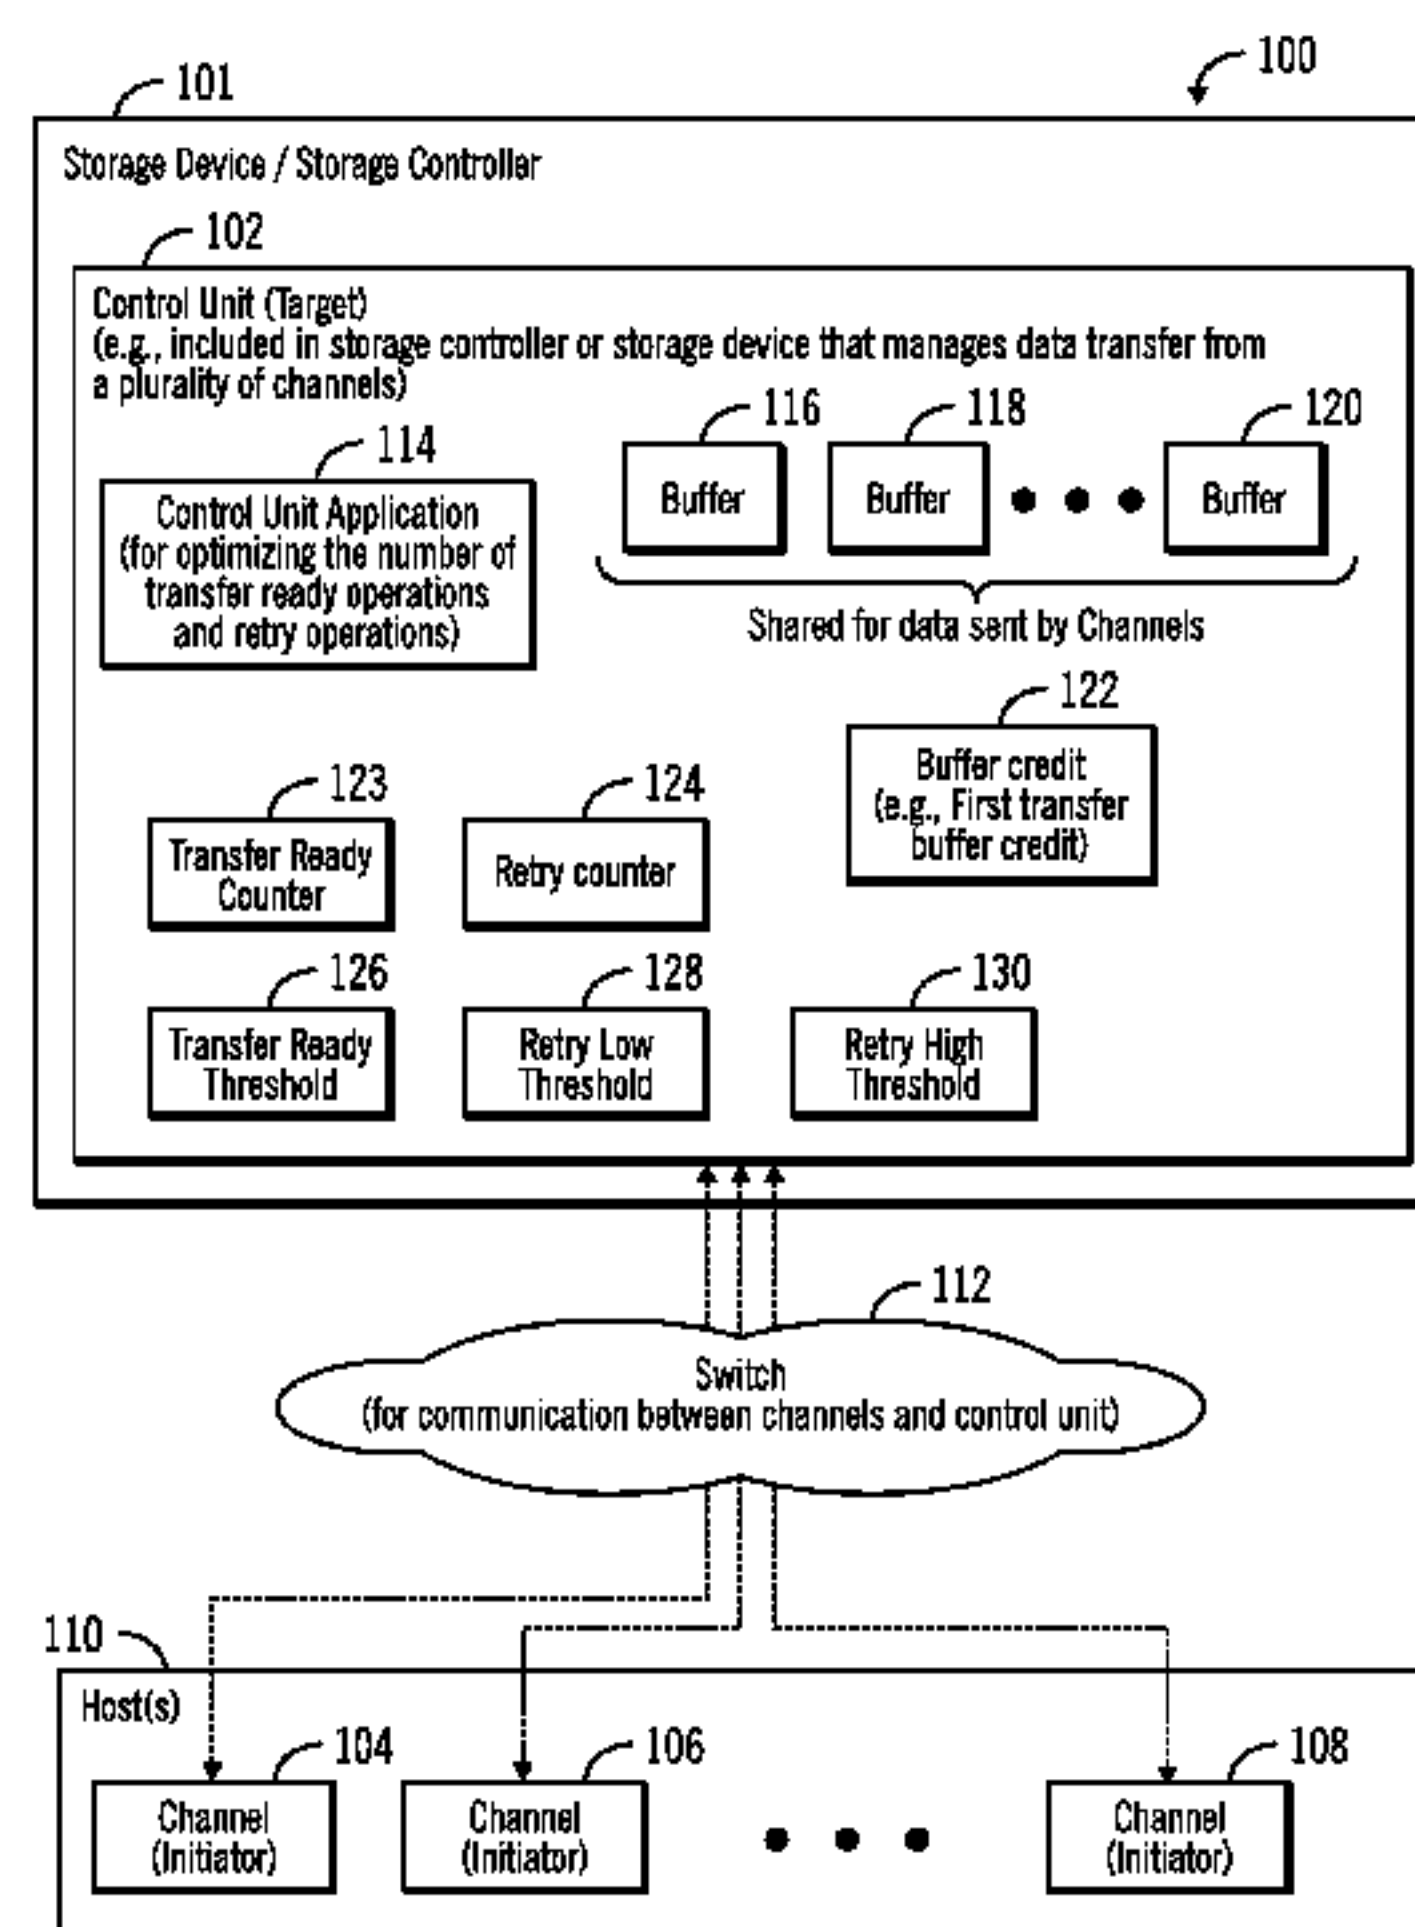 100
101
Storage Device / Storage Controller
102
Control Unit (Target)
(e.g., included in storage controller or storage device that manages data transfer from
a plurality of channels)
116
118
120
114
Buffer
Buffer
Buffer
Control Unit Application
(for optimizing the number of
transfer ready operations
and retry operations)
Shared for data sent by Channels
122
Buffer credit
(e.g., First transfer
buffer credit)
123
124
Transfer Ready
Counter
Retry counter
126
128
130
Transfer Ready
Threshold
Retry Low
Threshold
Retry High
Threshold
112
Switch
(for communication between channels and control unit)
110
Host(s)
104
106
108
Channel
(Initiator)
Channel
(Initiator)
Channel
(Initiator)